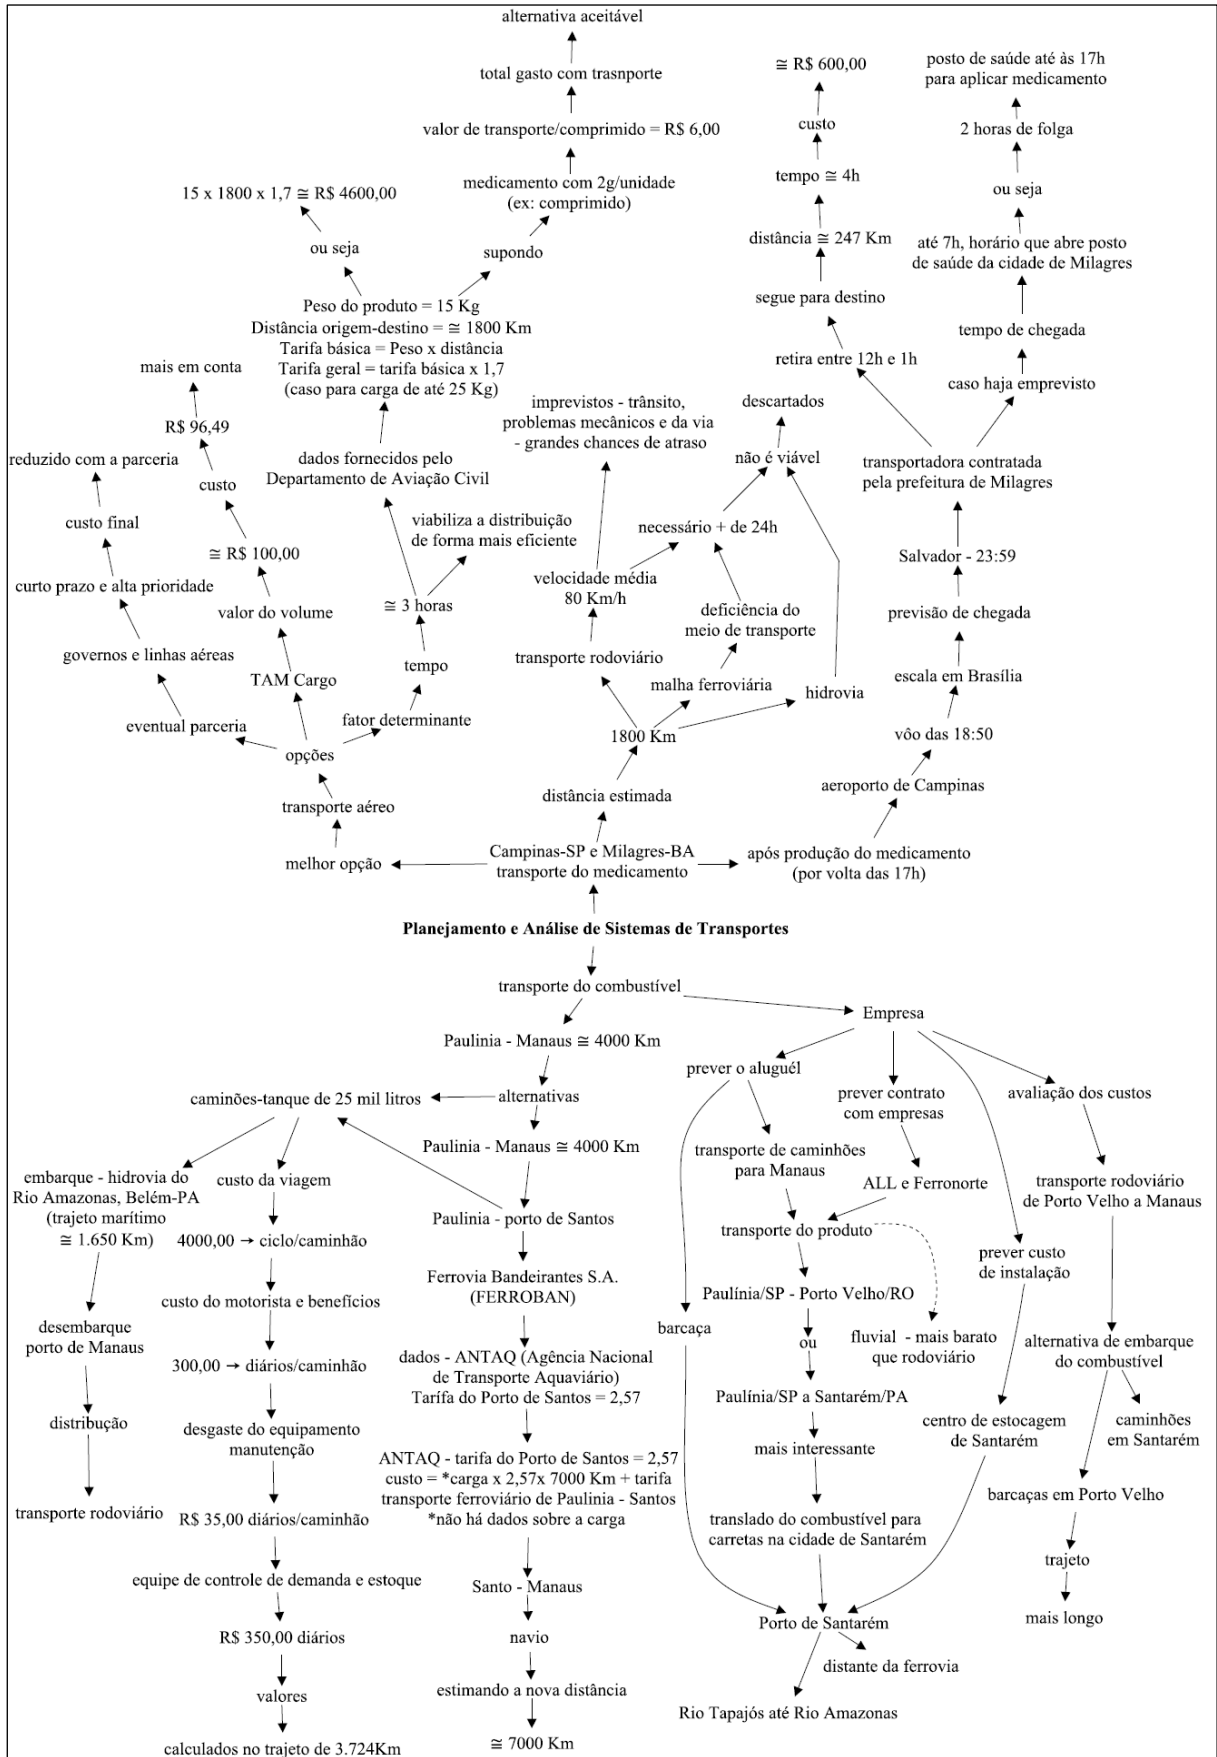 alternativa aceitável
total gasto com trasnporte
valor de transporte/comprimido = R$ 6,00
medicamento com 2g/unidade
(ex: comprimido)
supondo
15 x 1800 x 1,7 ≅ R$ 4600,00
ou seja
Peso do produto = 15 Kg
Distância origem-destino = ≅ 1800 Km
Tarifa básica = Peso x distância
Tarifa geral = tarifa básica x 1,7
(caso para carga de até 25 Kg)
dados fornecidos pelo
Departamento de Aviação Civil
viabiliza a distribuição
de forma mais eficiente
≅ 3 horas
tempo
fator determinante
mais em conta
R$ 96,49
custo
≅ R$ 100,00
valor do volume
TAM Cargo
reduzido com a parceria
custo final
curto prazo e alta prioridade
governos e linhas aéreas
eventual parceria
opções
transporte aéreo
melhor opção
imprevistos - trânsito,
problemas mecânicos e da via
- grandes chances de atraso
descartados
não é viável
necessário + de 24h
velocidade média
80 Km/h
deficiência do
meio de transporte
transporte rodoviário
malha ferroviária
hidrovia
1800 Km
distância estimada
≅ R$ 600,00
custo
tempo ≅ 4h
distância ≅ 247 Km
segue para destino
retira entre 12h e 1h
posto de saúde até às 17h
para aplicar medicamento
2 horas de folga
ou seja
até 7h, horário que abre posto
de saúde da cidade de Milagres
tempo de chegada
caso haja emprevisto
transportadora contratada
pela prefeitura de Milagres
Salvador - 23:59
previsão de chegada
escala em Brasília
vôo das 18:50
aeroporto de Campinas
após produção do medicamento
(por volta das 17h)
Campinas-SP e Milagres-BA
transporte do medicamento
Planejamento e Análise de Sistemas de Transportes
transporte do combustível
Paulinia - Manaus ≅ 4000 Km
alternativas
caminões-tanque de 25 mil litros
embarque - hidrovia do
Rio Amazonas, Belém-PA
(trajeto marítimo
≅ 1.650 Km)
desembarque
porto de Manaus
distribução
transporte rodoviário
custo da viagem
4000,00 → ciclo/caminhão
custo do motorista e benefícios
300,00 → diários/caminhão
desgaste do equipamento
manutenção
R$ 35,00 diários/caminhão
equipe de controle de demanda e estoque
R$ 350,00 diários
valores
calculados no trajeto de 3.724Km
Paulinia - Manaus ≅ 4000 Km
Paulinia - porto de Santos
Ferrovia Bandeirantes S.A.
(FERROBAN)
dados - ANTAQ (Agência Nacional
de Transporte Aquaviário)
Tarifa do Porto de Santos = 2,57
ANTAQ - tarifa do Porto de Santos = 2,57
custo = *carga x 2,57x 7000 Km + tarifa
transporte ferroviário de Paulinia - Santos
*não há dados sobre a carga
Santo - Manaus
navio
estimando a nova distância
≅ 7000 Km
Empresa
prever o aluguél
transporte de caminhões
para Manaus
barcaça
prever contrato
com empresas
ALL e Ferronorte
transporte do produto
Paulínia/SP - Porto Velho/RO
ou
Paulínia/SP a Santarém/PA
mais interessante
translado do combustível para
carretas na cidade de Santarém
fluvial - mais barato
que rodoviário
prever custo
de instalação
centro de estocagem
de Santarém
Porto de Santarém
distante da ferrovia
Rio Tapajós até Rio Amazonas
avaliação dos custos
transporte rodoviário
de Porto Velho a Manaus
alternativa de embarque
do combustível
caminhões
em Santarém
barcaças em Porto Velho
trajeto
mais longo